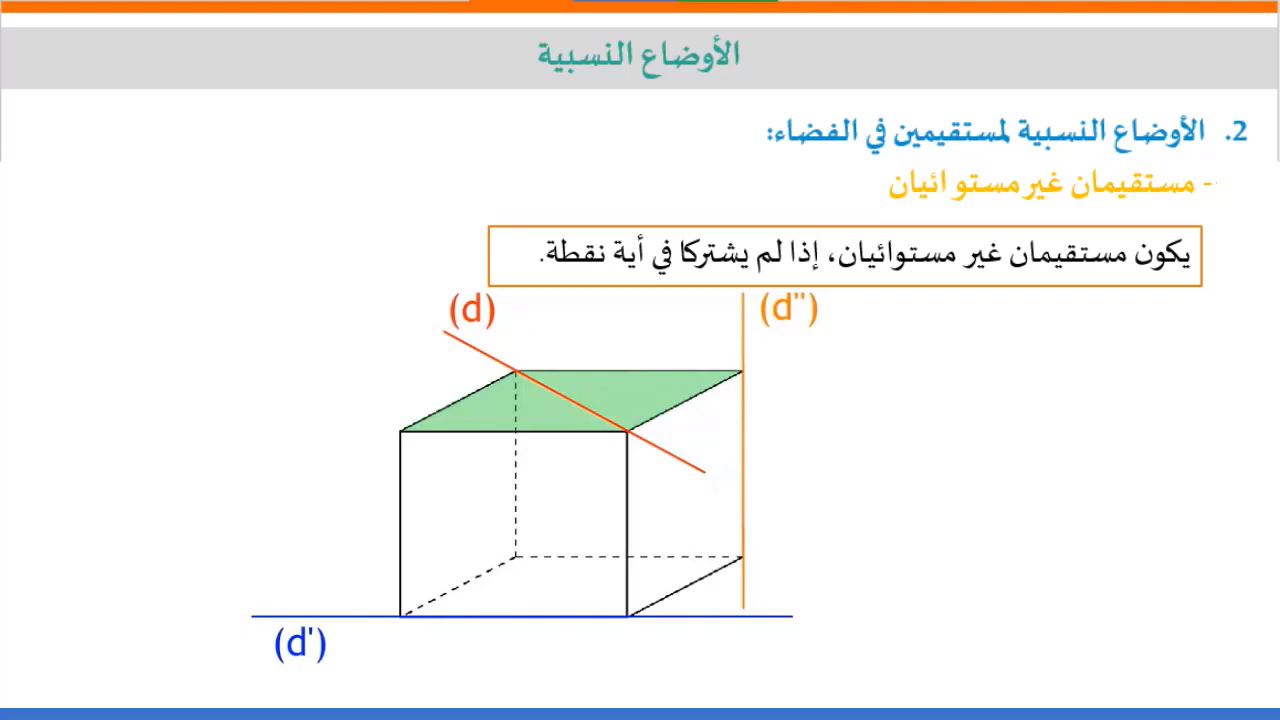 الأوضاع النسبية
2. الأوضاع النسبية لمستقيمين في الفضاء:
- مستقيمان غير مستوائيان
يكون مستقيمان غير مستوائيان، إذا لم يشتركا في أية نقطة.
(d) (d'')
(d')